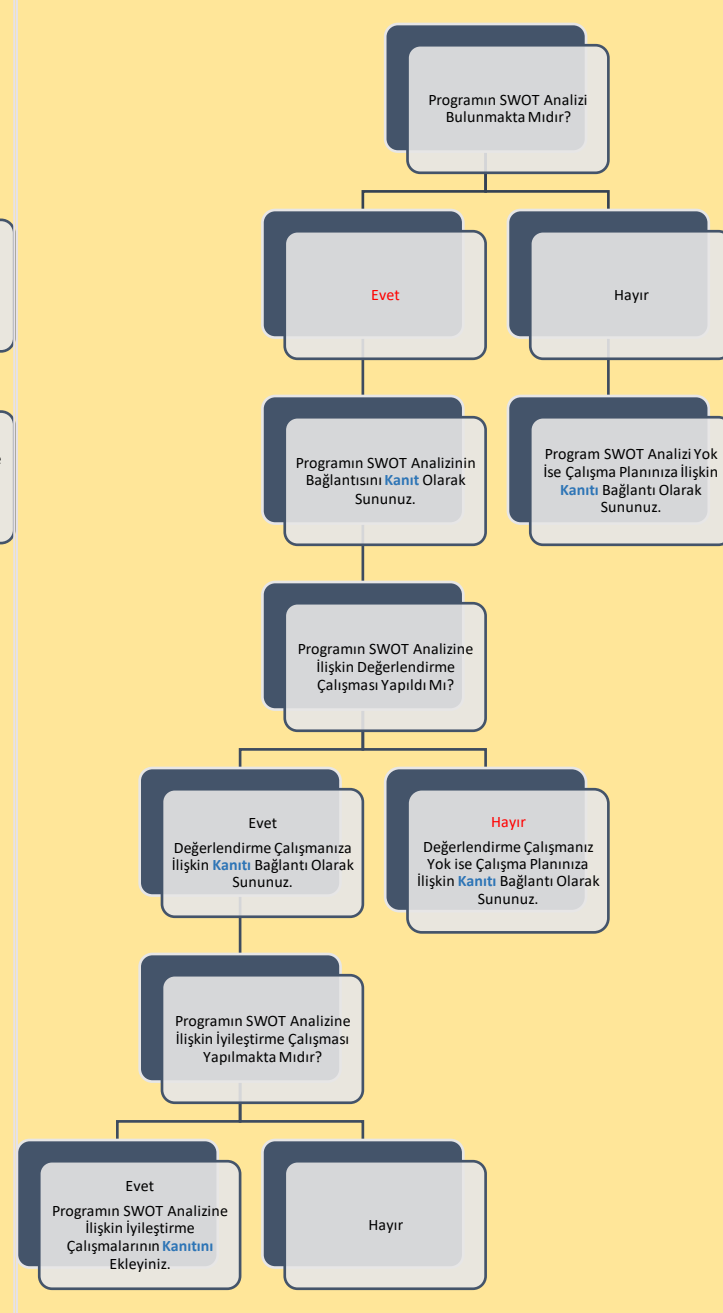 Programın SWOT Analizi
Bulunmakta Mıdır?
Evet
Hayır
Programın SWOT Analizinin
Bağlantısını Kanıt Olarak
Sununuz.
Program SWOT Analizi Yok
İse Çalışma Planınıza İlişkin
Kanıtı Bağlantı Olarak
Sununuz.
Programın SWOT Analizine
İlişkin Değerlendirme
Çalışması Yapıldı Mı?
Evet
Değerlendirme Çalışmanıza
İlişkin Kanıtı Bağlantı Olarak
Sununuz.
Hayır
Değerlendirme Çalışmanız
Yok ise Çalışma Planınıza
İlişkin Kanıtı Bağlantı Olarak
Sununuz.
Programın SWOT Analizine
İlişkin İyileştirme Çalışması
Yapılmakta Mıdır?
Evet
Programın SWOT Analizine
İlişkin İyileştirme
Çalışmalarının Kanıtını
Ekleyiniz.
Hayır